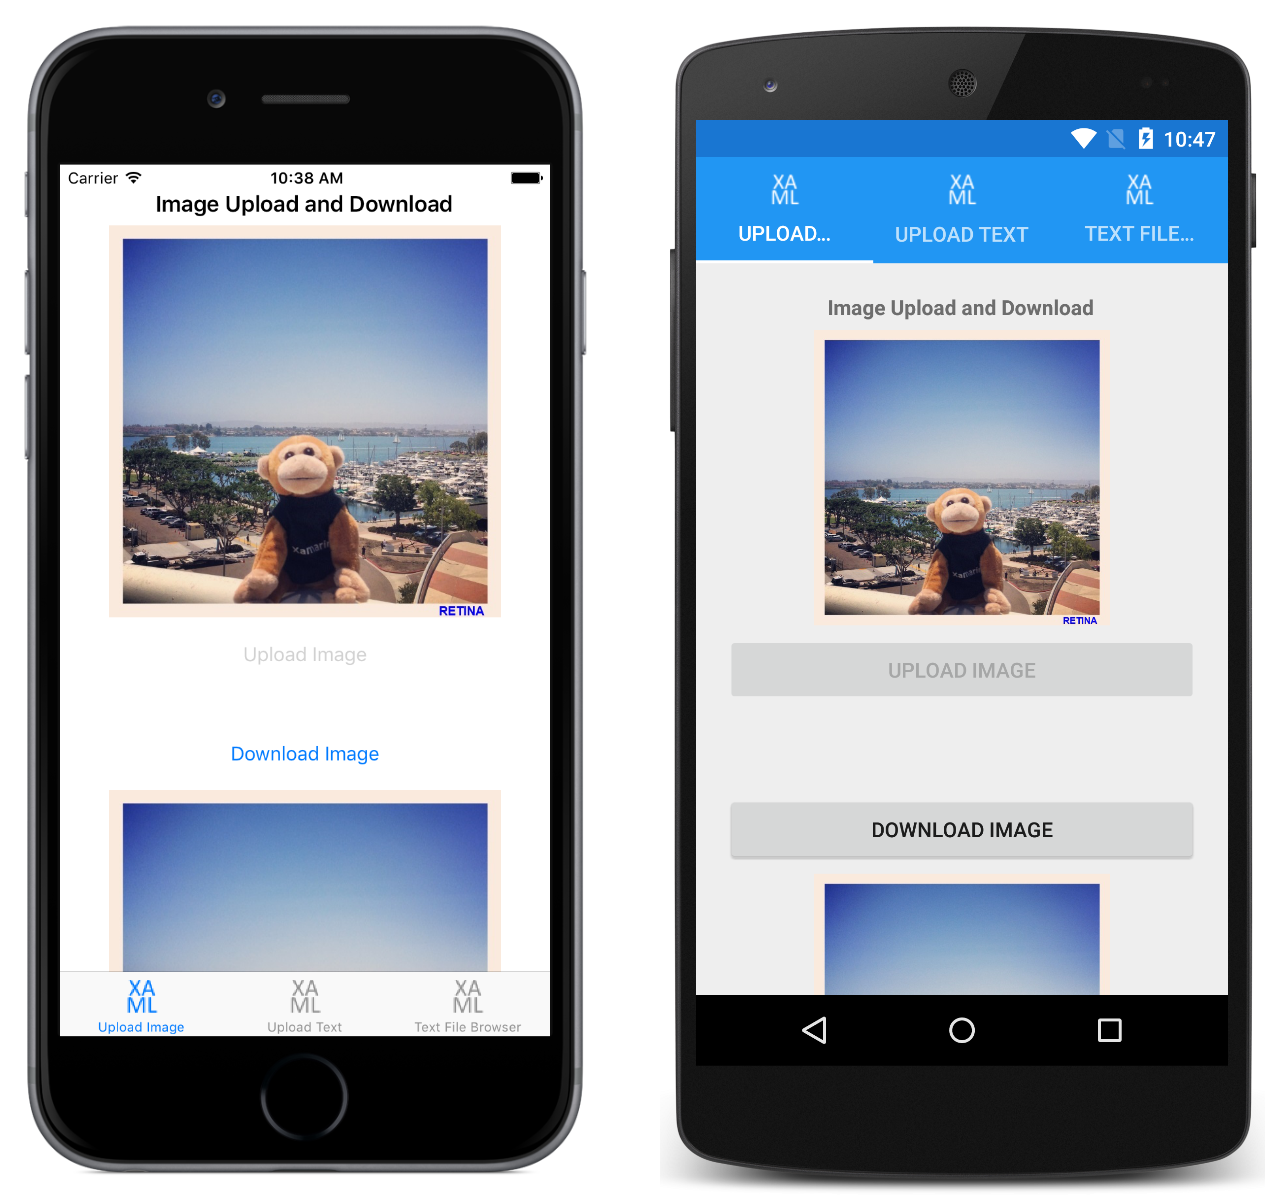 Carrier
10:38 AM
Image Upload and Download
xamarin
RETINA
Upload Image
Download Image
XA
ML
Upload Image
XA
ML
Upload Text
XA
ML
Text File Browser
10:47
XA
ML
UPLOAD...
XA
ML
UPLOAD TEXT
XA
ML
TEXT FILE...
Image Upload and Download
xamarin
RETINA
UPLOAD IMAGE
DOWNLOAD IMAGE